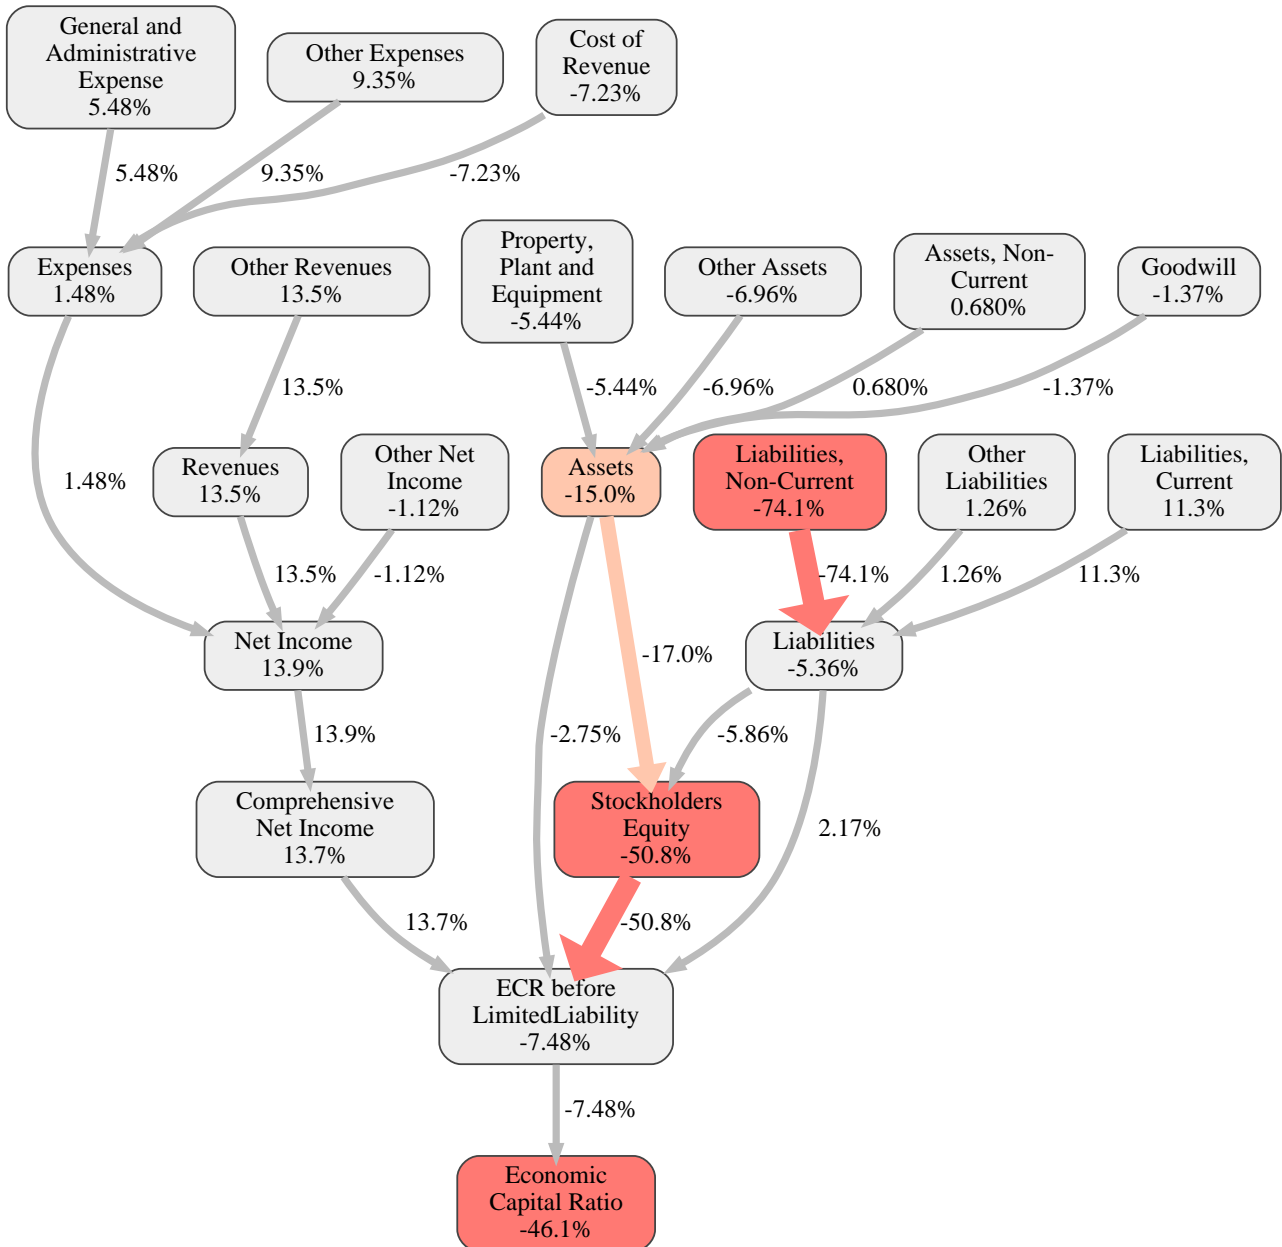 General and
Administrative
Expense
5.48%
Other Expenses
9.35%
Cost of
Revenue
-7.23%
5.48%
9.35%
-7.23%
Expenses
1.48%
Other Revenues
13.5%
Property,
Plant and
Equipment
-5.44%
Other Assets
-6.96%
Assets, Non-
Current
0.680%
Goodwill
-1.37%
13.5%
-5.44%
-6.96%
0.680%
-1.37%
1.48%
Revenues
13.5%
Other Net
Income
-1.12%
Assets
-15.0%
Liabilities,
Non-Current
-74.1%
Other
Liabilities
1.26%
Liabilities,
Current
11.3%
13.5%
-1.12%
-74.1%
1.26%
11.3%
Net Income
13.9%
-17.0%
Liabilities
-5.36%
13.9%
-2.75%
-5.86%
Comprehensive
Net Income
13.7%
Stockholders
Equity
-50.8%
2.17%
13.7%
-50.8%
ECR before
LimitedLiability
-7.48%
-7.48%
Economic
Capital Ratio
-46.1%